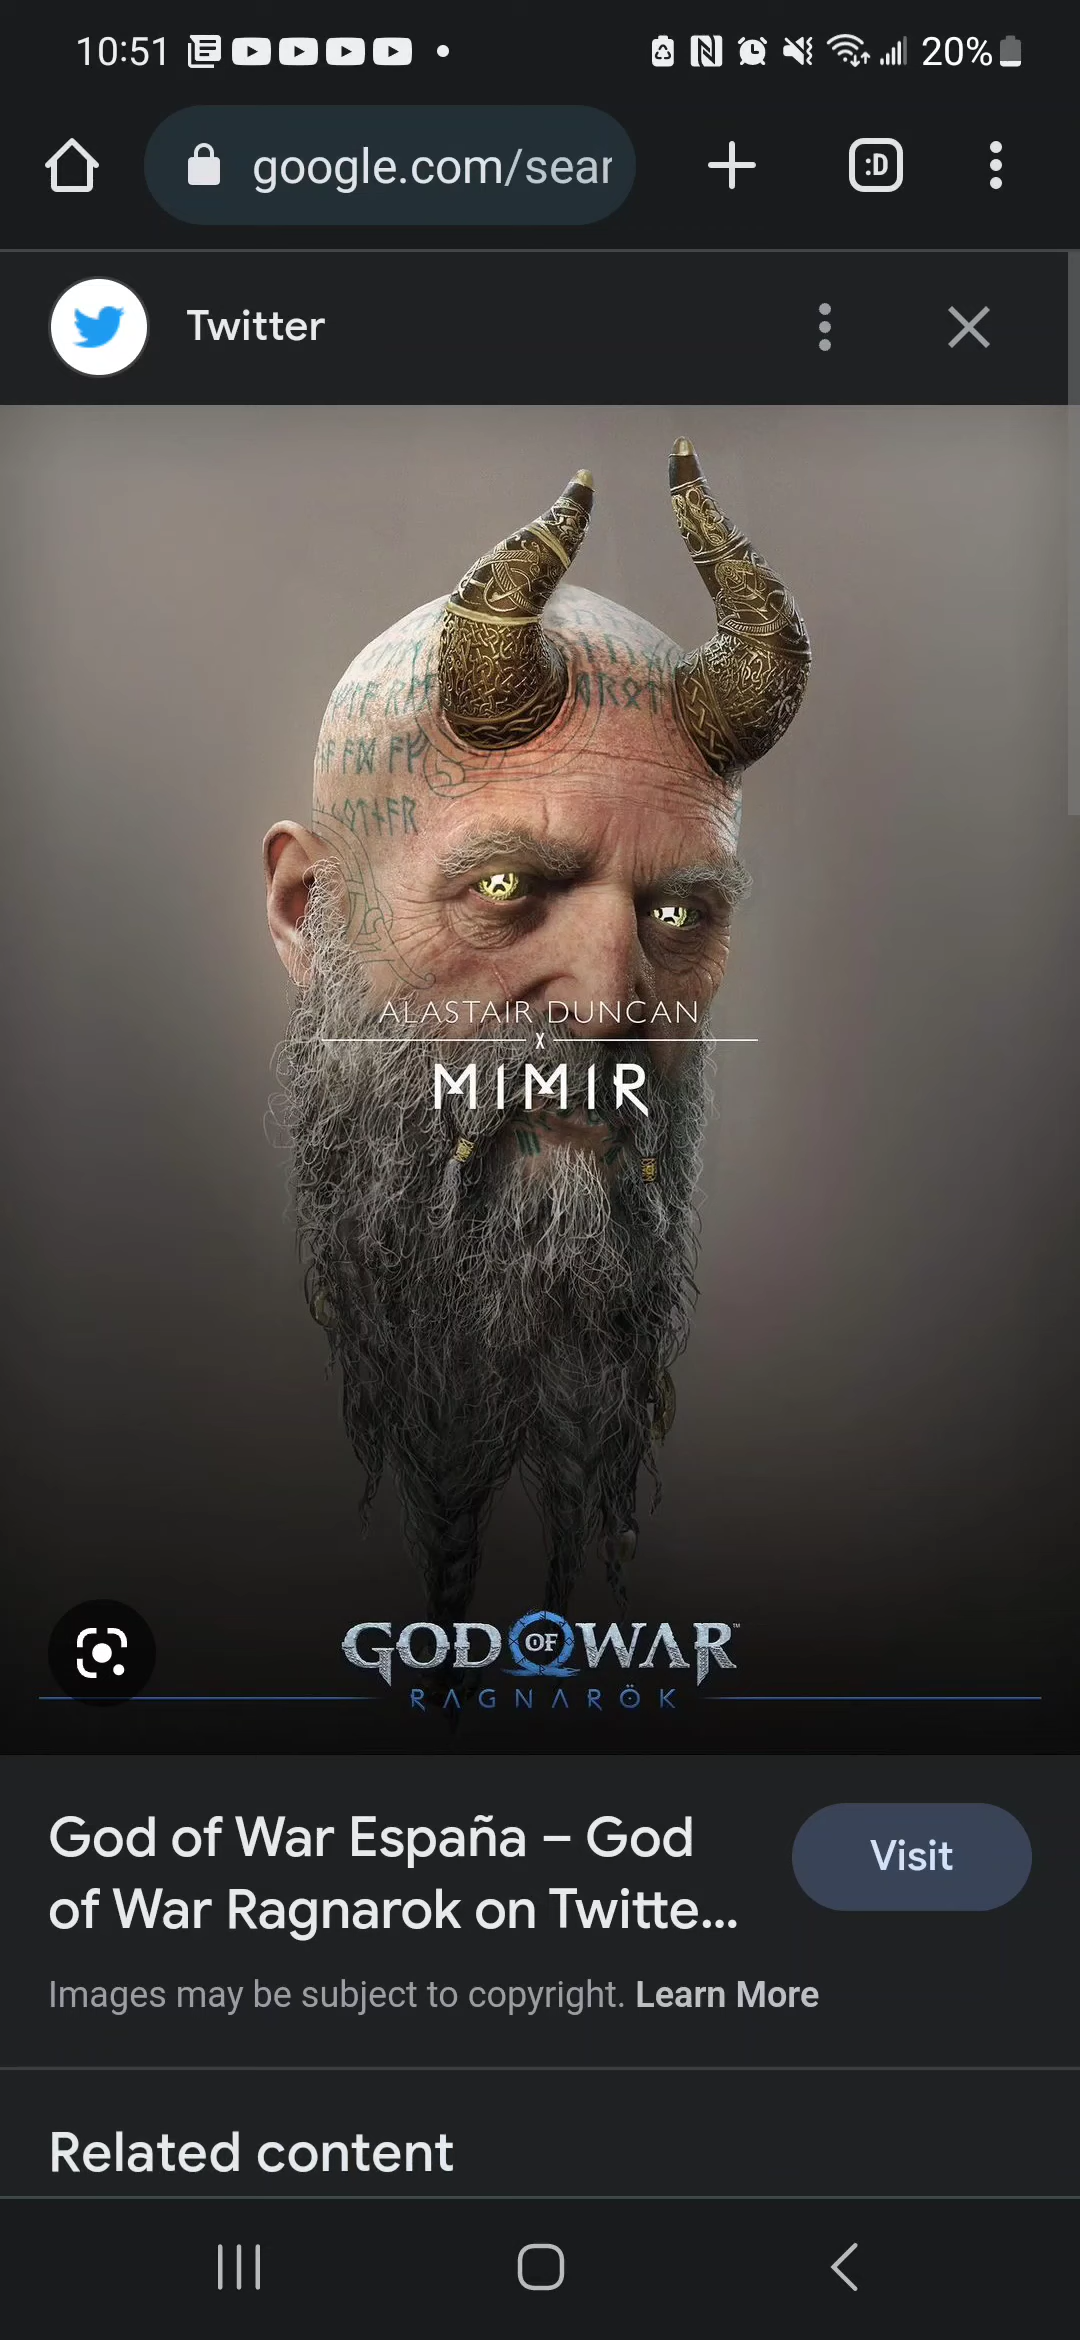 10:51
20%
google.com/sear
:D
Twitter
ALASTAIR DUNCAN
X
MIMIR
GOD OF WAR™
RAGNARÖK
God of War España – God
of War Ragnarok on Twitte...
Visit
Images may be subject to copyright. Learn More
Related content